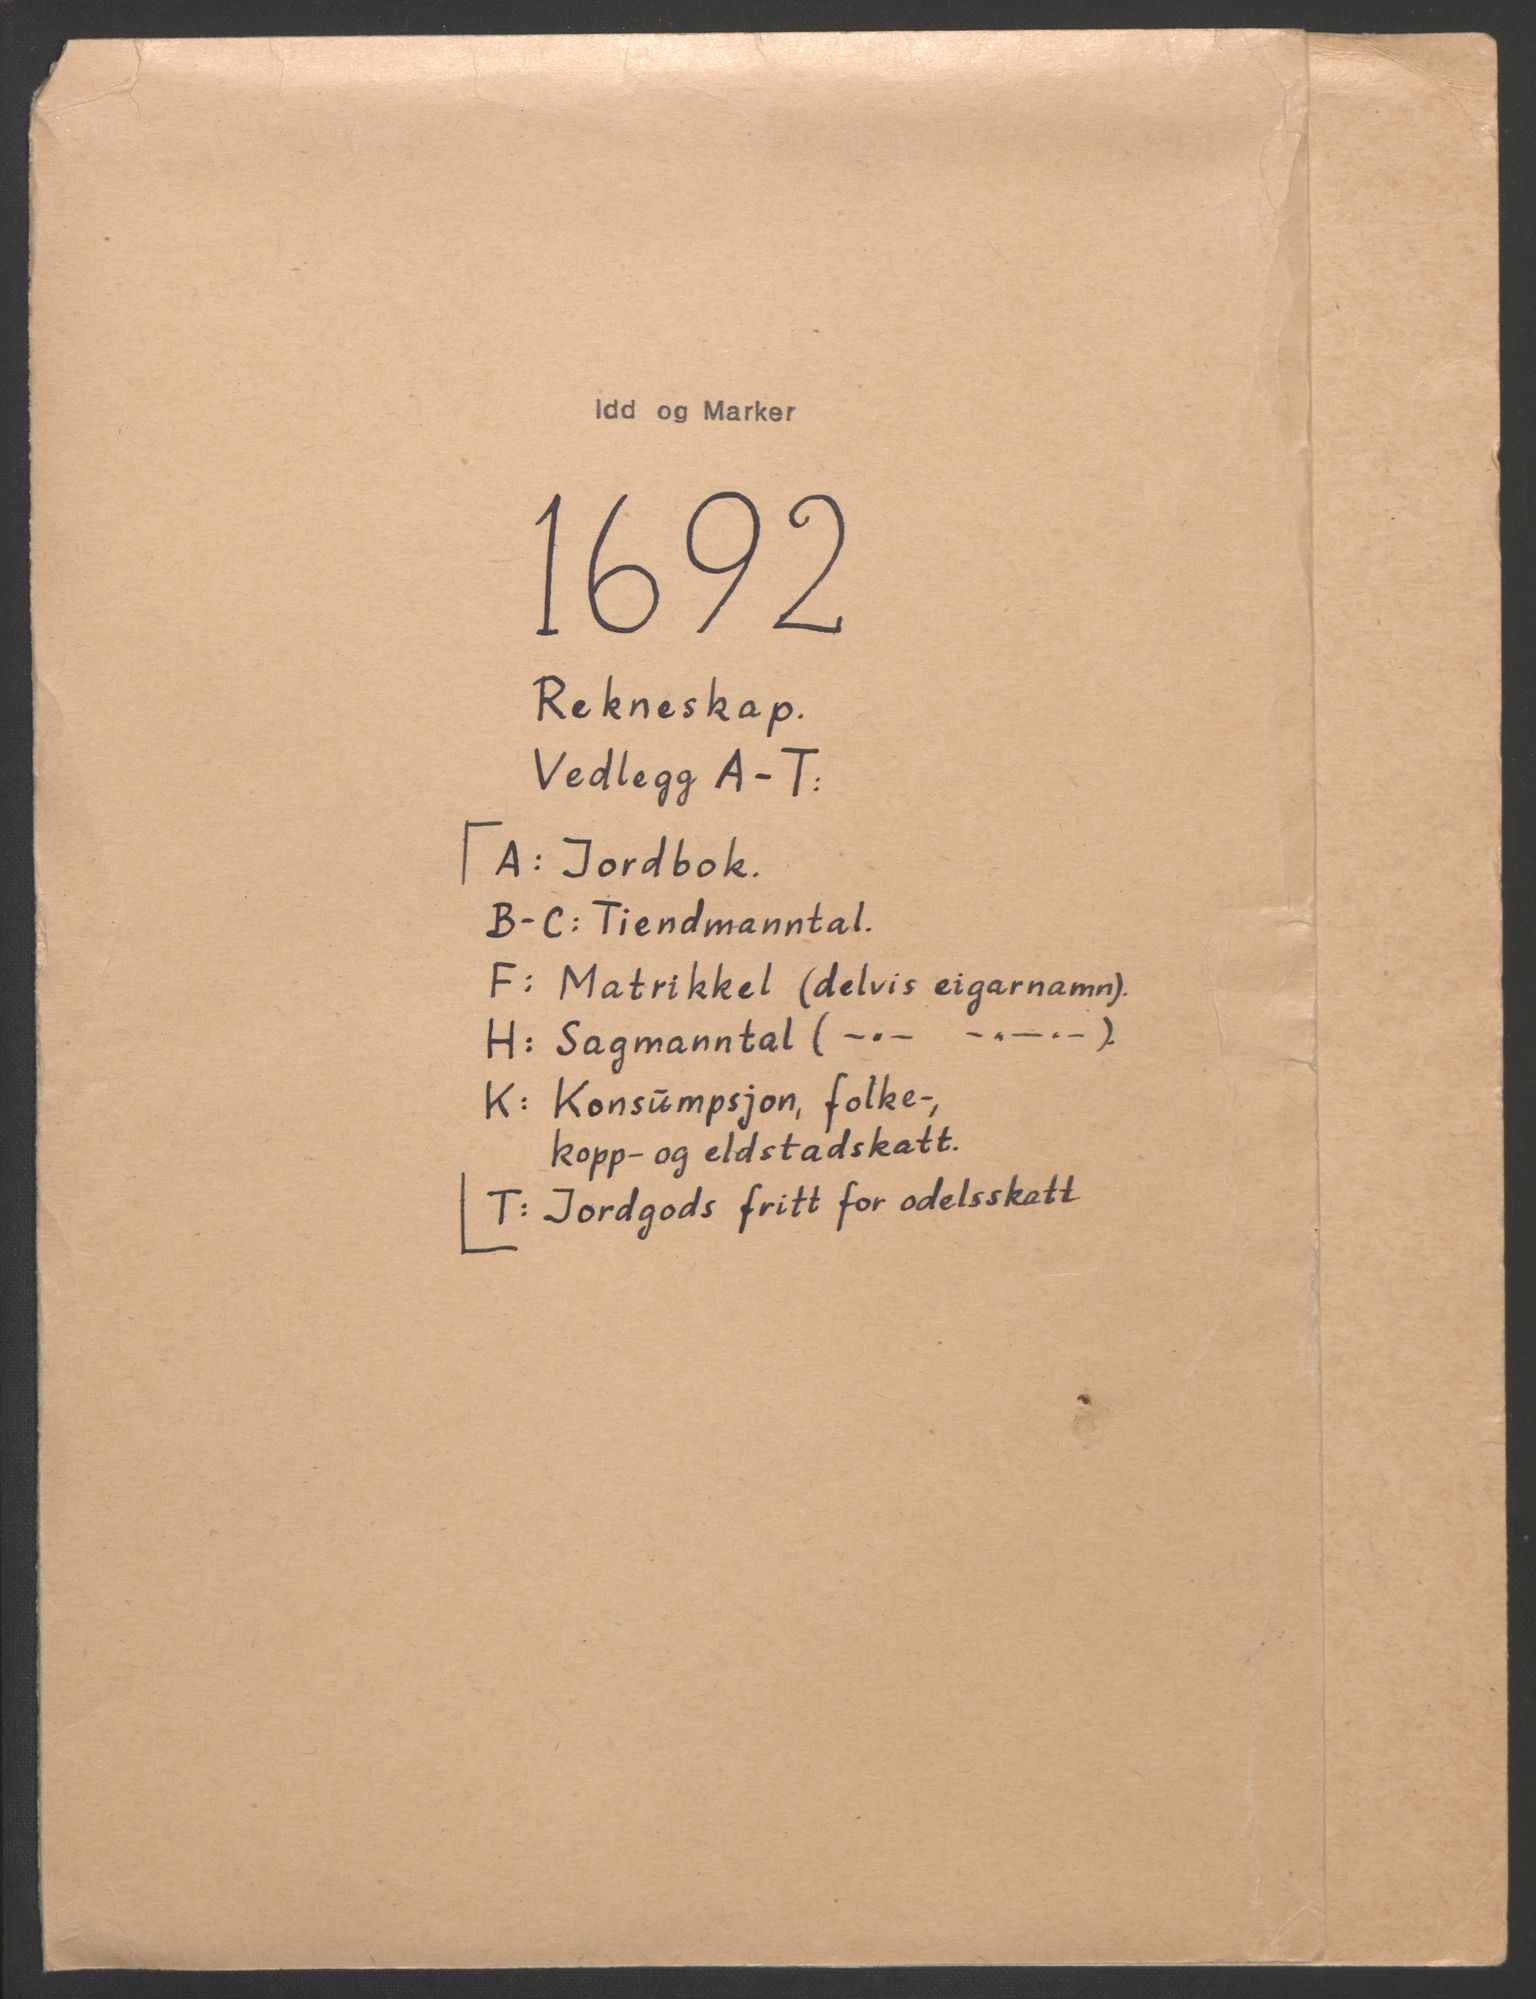 Idd og Marker
1692
Rekneskap.
Vedlegg A-T:
A: Jordbok.
B-C: Tiendmanntal.
F: Matrikkel (delvis eigarnamn).
H: Sagmanntal ( -"- -"-"- ).
K: Konsūmpsjon, folke-,
kopp- og eldstadskatt.
T: Jordgods fritt for odelsskatt